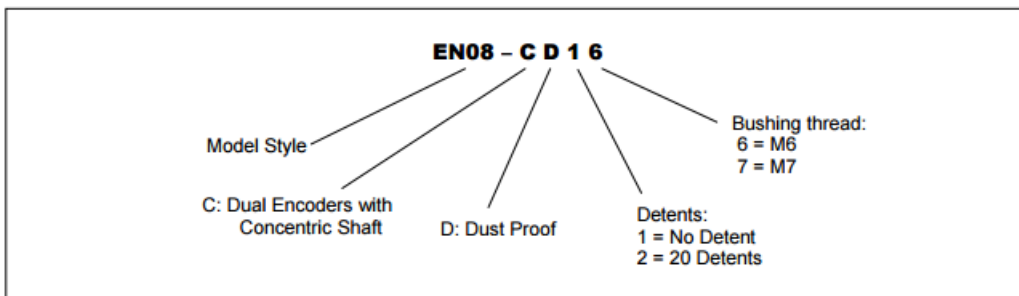 EN08 – C D 1 6
Model Style
C: Dual Encoders with
Concentric Shaft
D: Dust Proof
Detents:
1 = No Detent
2 = 20 Detents
Bushing thread:
6 = M6
7 = M7